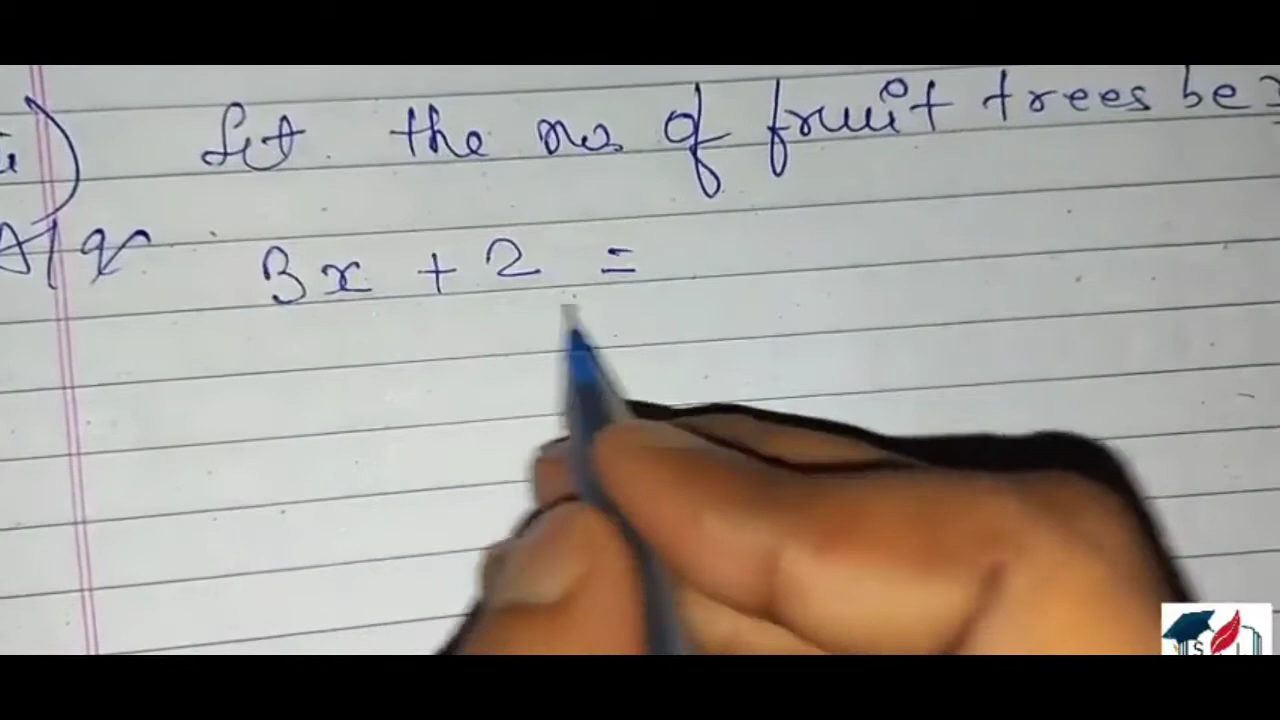 Let the no. of fruit trees be x
A/q 3x + 2 =
S L